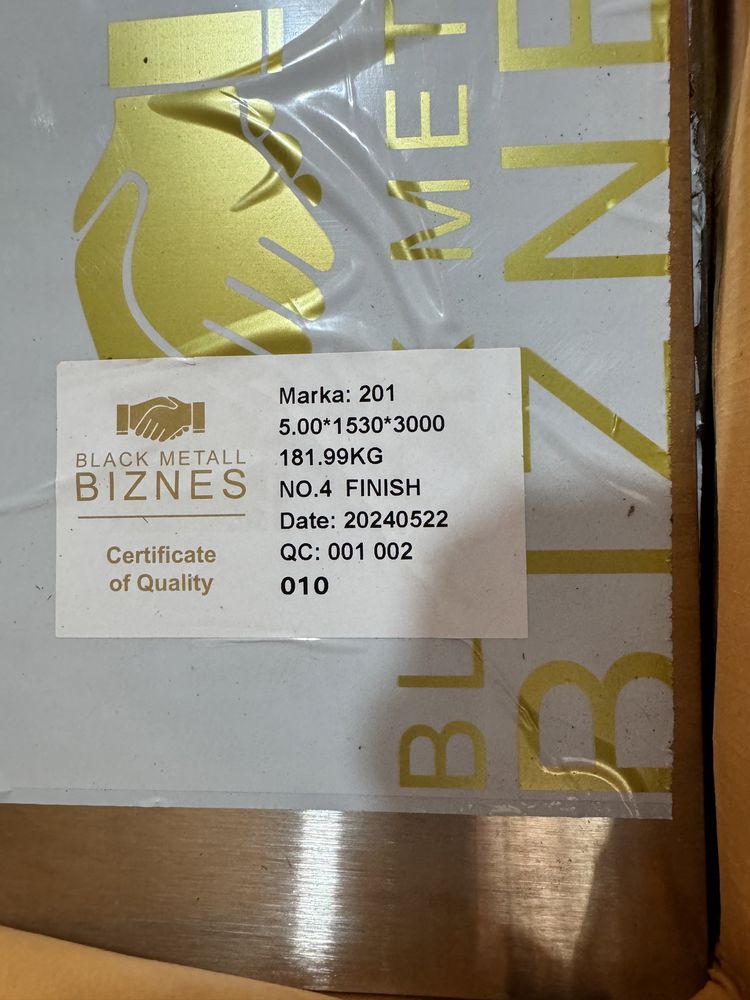 BLACK METALL
BIZNES
Certificate
of Quality
Marka: 201
5.00*1530*3000
181.99KG
NO.4 FINISH
Date: 20240522
QC: 001 002
010